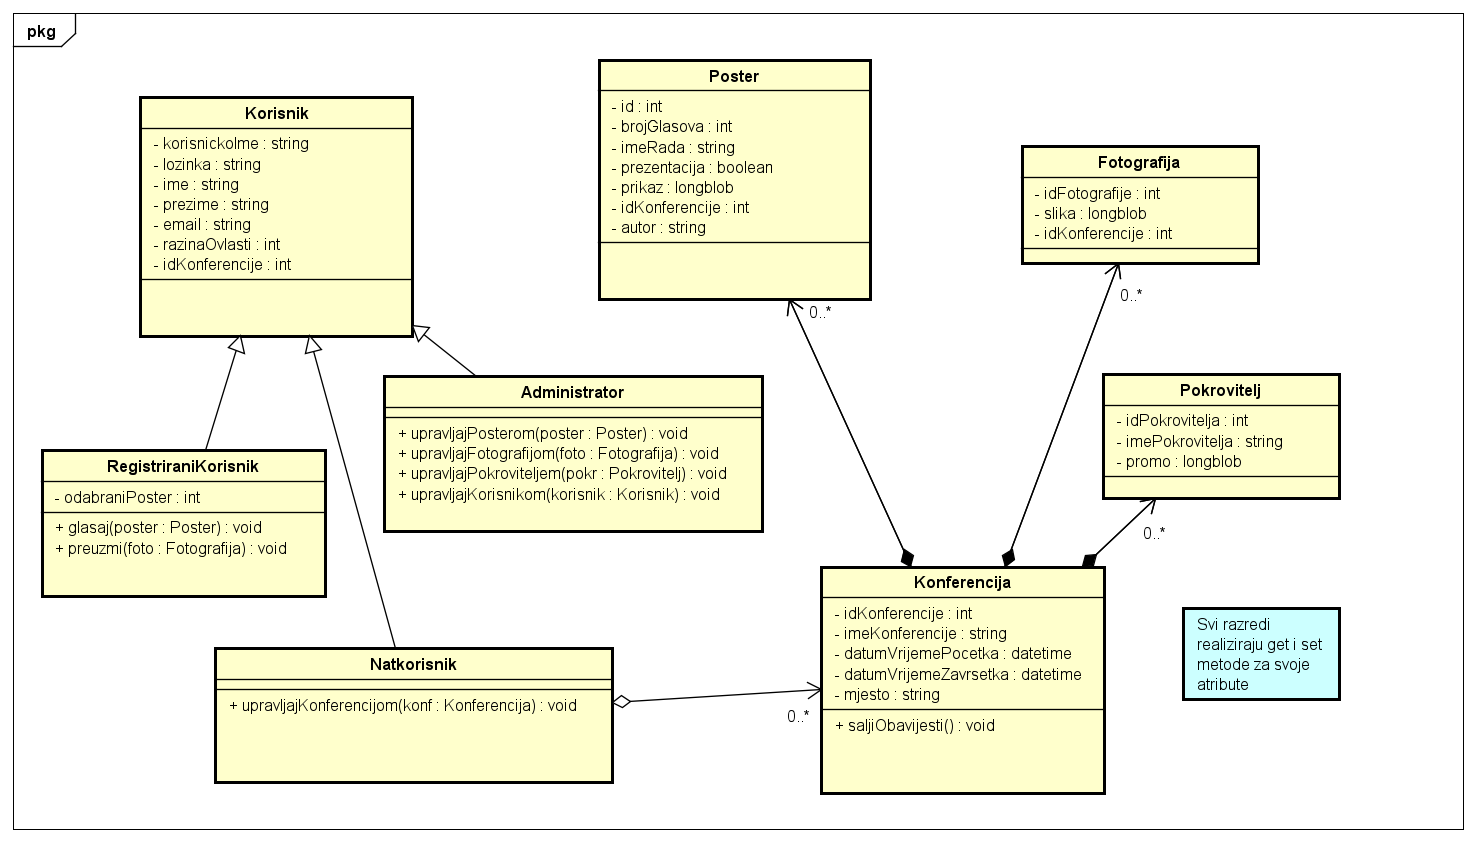 pkg
Korisnik
- korisnickoIme : string
- lozinka : string
- ime : string
- prezime : string
- email : string
- razinaOvlasti : int
- idKonferencije : int
Poster
- id : int
- brojGlasova : int
- imeRada : string
- prezentacija : boolean
- prikaz : longblob
- idKonferencije : int
- autor : string
0..*
Fotografija
- idFotografije : int
- slika : longblob
- idKonferencije : int
0..*
Administrator
+ upravljajPosterom(poster : Poster) : void
+ upravljajFotografijom(foto : Fotografija) : void
+ upravljajPokroviteljem(pokr : Pokrovitelj) : void
+ upravljajKorisnikom(korisnik : Korisnik) : void
Pokrovitelj
- idPokrovitelja : int
- imePokrovitelja : string
- promo : longblob
0..*
RegistriraniKorisnik
- odabraniPoster : int
+ glasaj(poster : Poster) : void
+ preuzmi(foto : Fotografija) : void
Natkorisnik
+ upravljajKonferencijom(konf : Konferencija) : void
0..*
Konferencija
- idKonferencije : int
- imeKonferencije : string
- datumVrijemePocetka : datetime
- datumVrijemeZavrsetka : datetime
- mjesto : string
+ saljiObavijesti() : void
Svi razredi
realiziraju get i set
metode za svoje
atribute